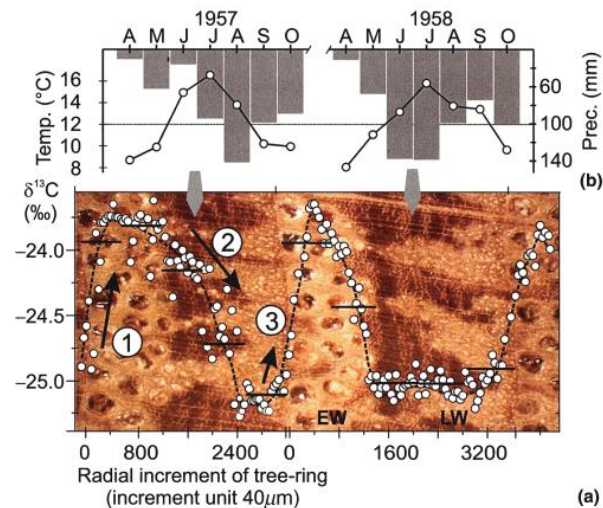 1957 1958
A M J J A S O A M J J A S O
Temp. (°C)
16
14
12
10
8
Prec. (mm)
60
100
140
(b)
δ13C
(‰)
−24.0
−24.5
−25.0
1
2
3
EW LW
0 800 2400 0 1600 3200
Radial increment of tree-ring
(increment unit 40μm)
(a)